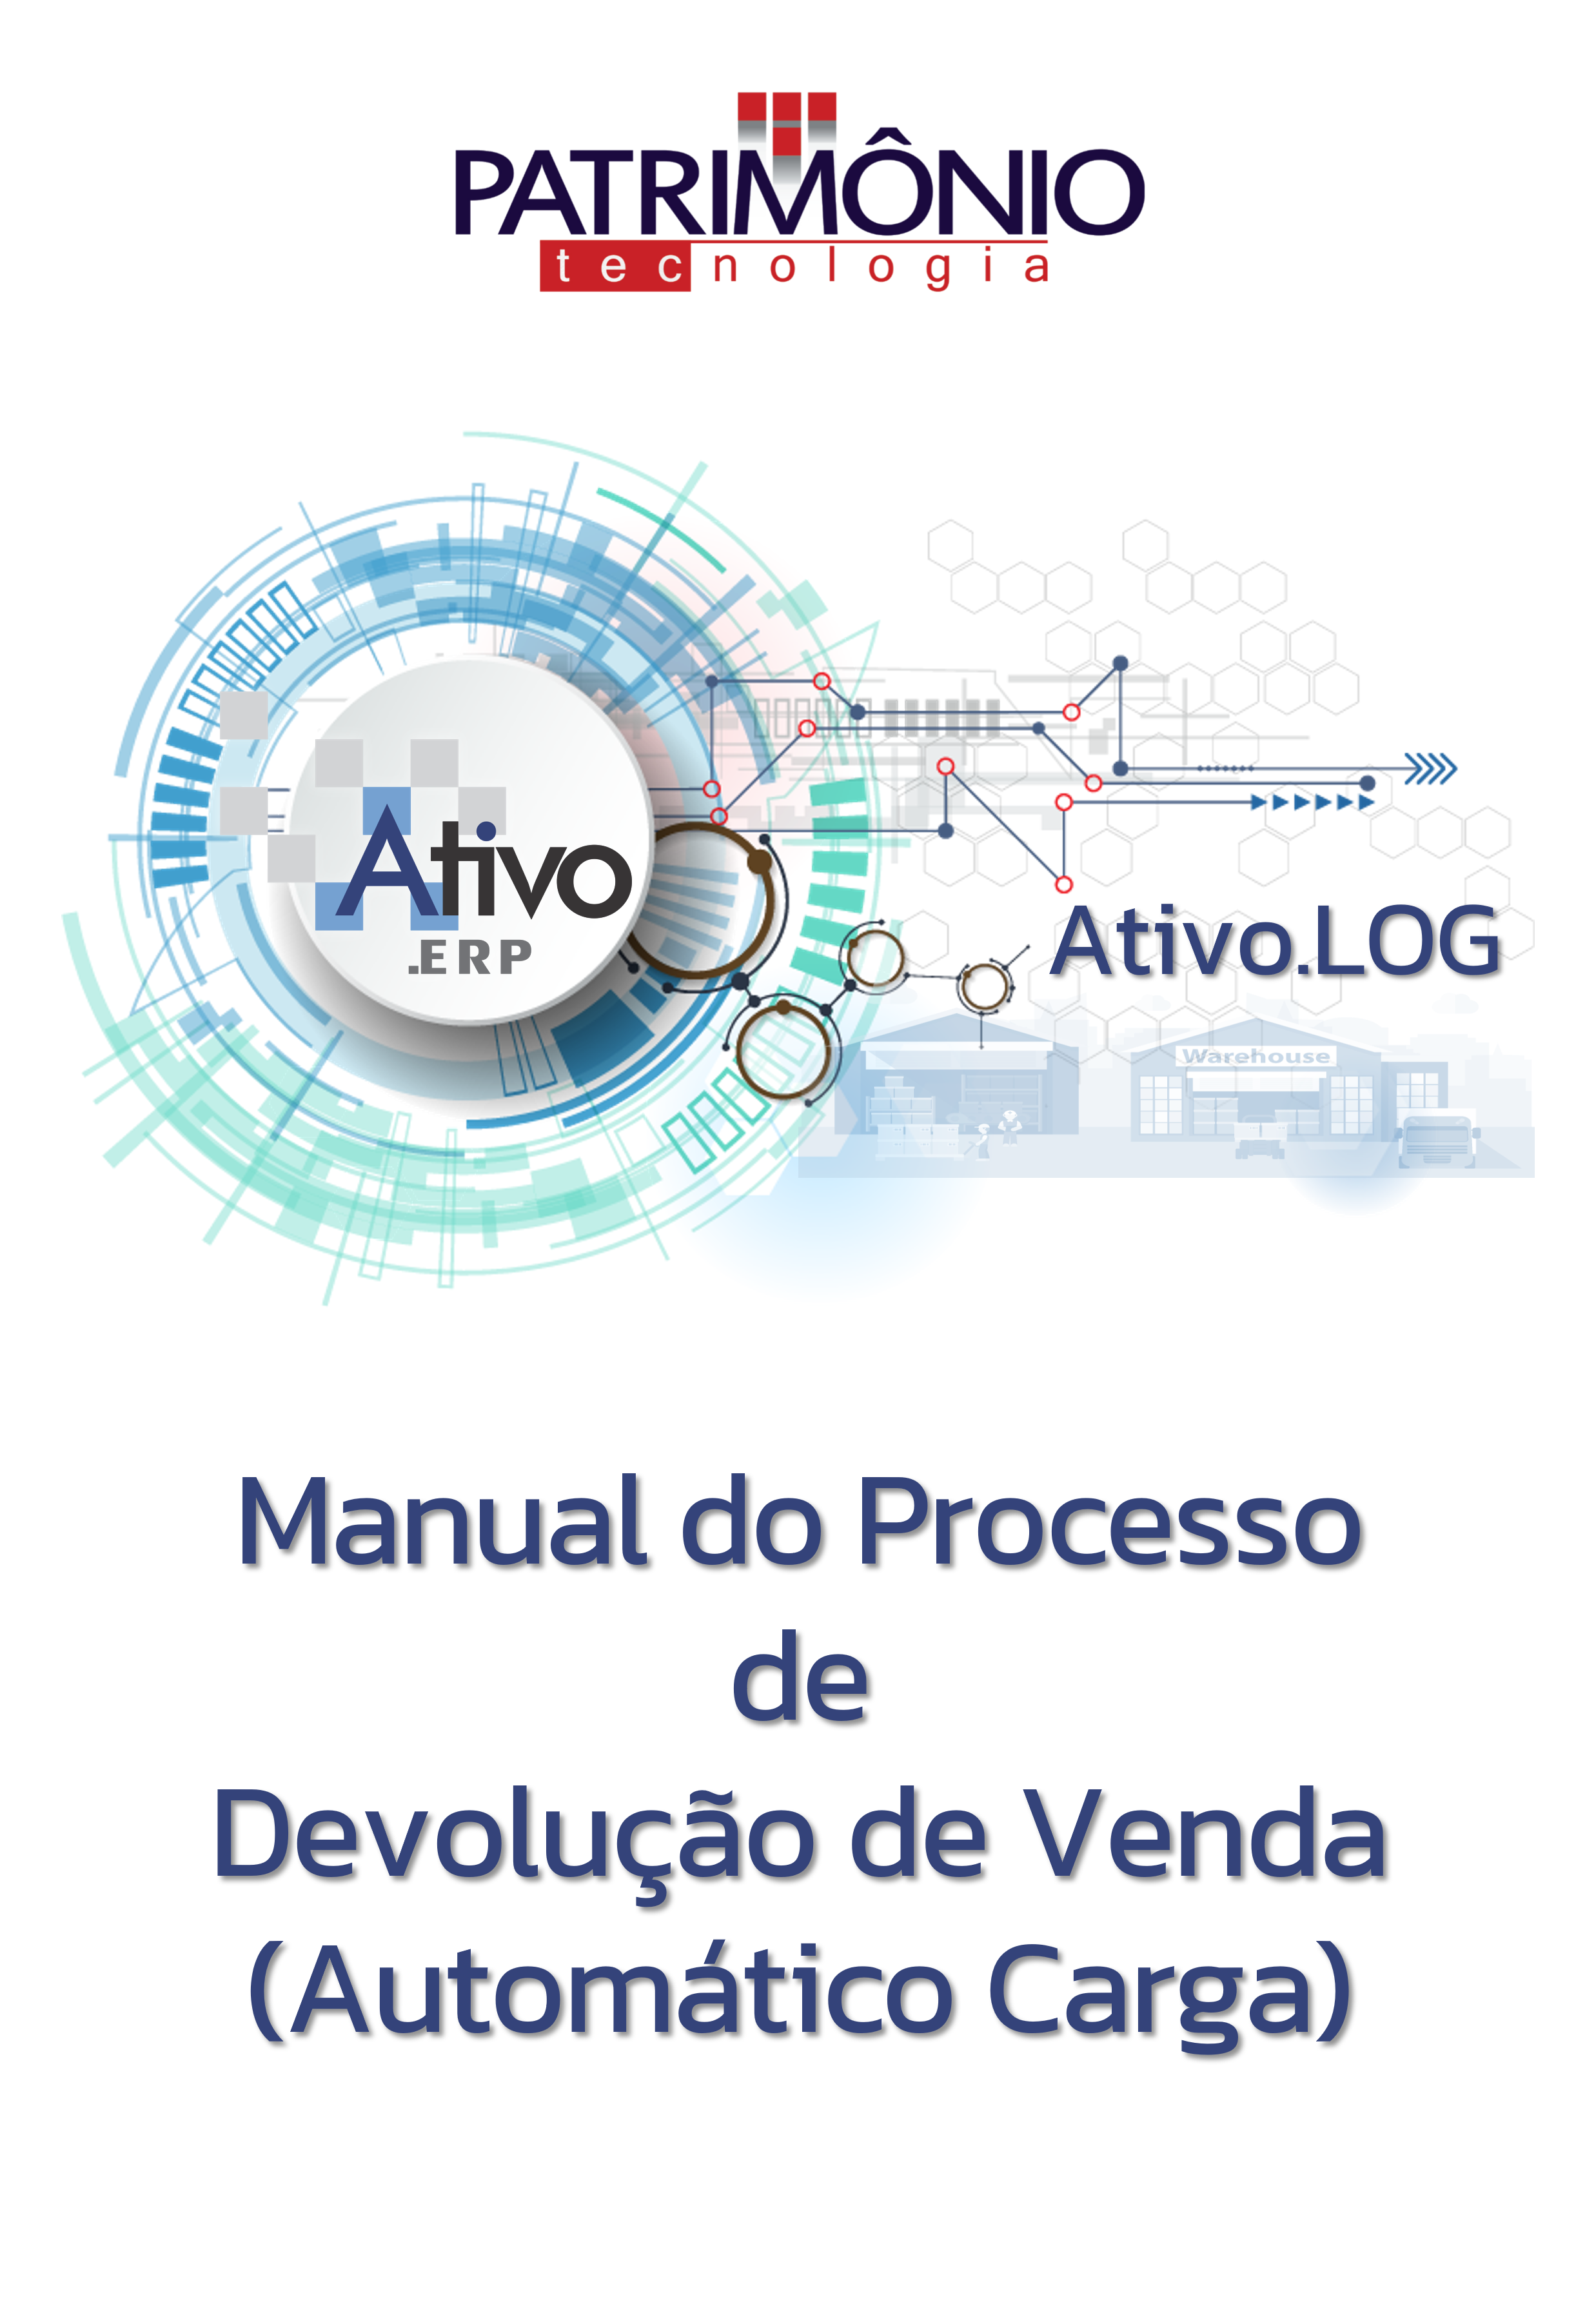 PATRIMÔNIO
tecnologia
Ativo
.ERP
Ativo.LOG
Warehouse
Manual do Processo
de
Devolução de Venda
(Automático Carga)